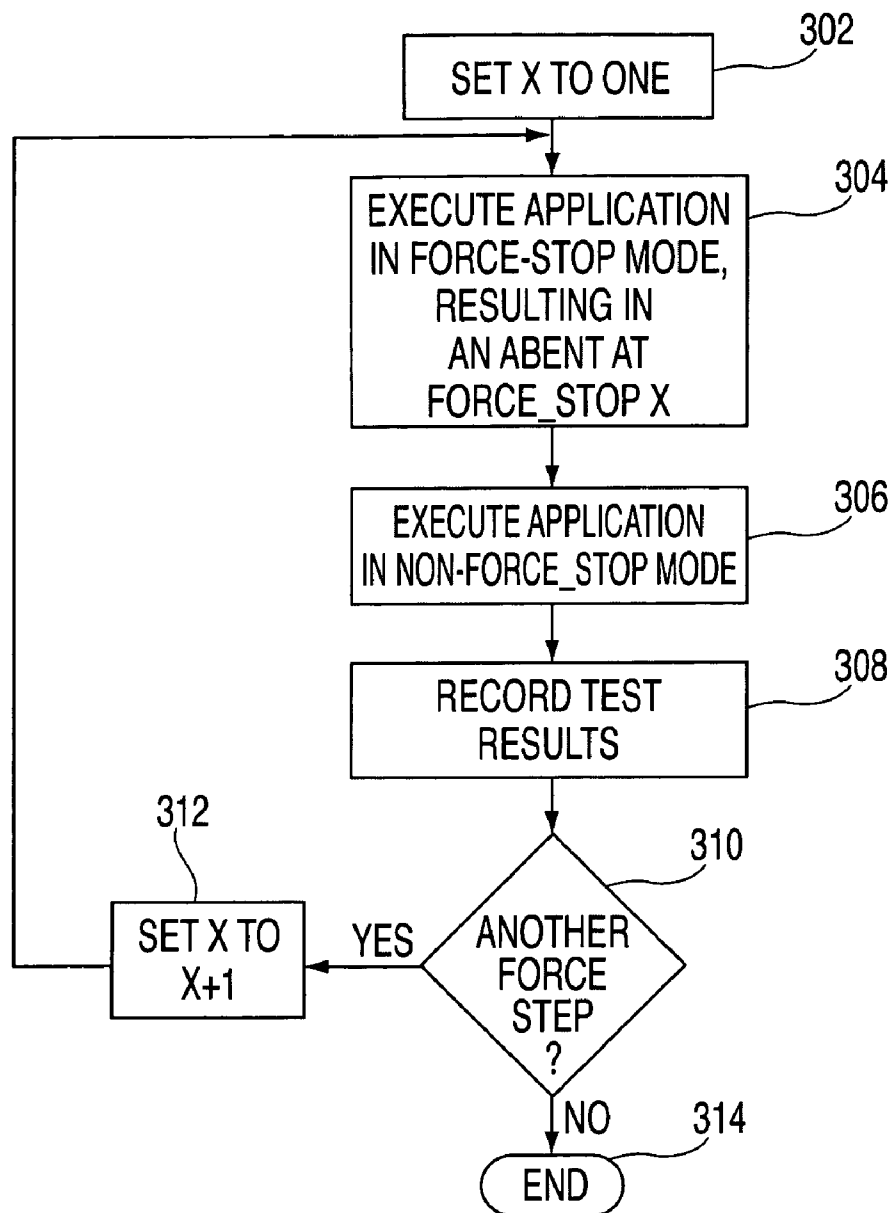 302
SET X TO ONE
304
EXECUTE APPLICATION
IN FORCE-STOP MODE,
RESULTING IN
AN ABENT AT
FORCE_STOP X
306
EXECUTE APPLICATION
IN NON-FORCE_STOP MODE
308
RECORD TEST
RESULTS
310
ANOTHER
FORCE
STEP
?
YES
312
SET X TO
X+1
NO
314
END